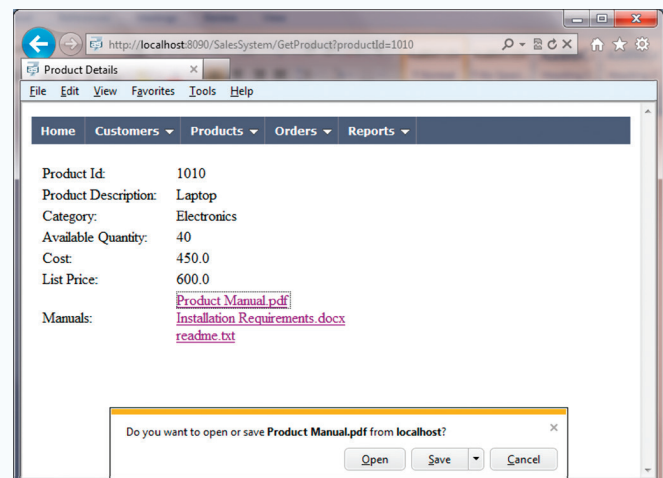 http://localhost:8090/SalesSystem/GetProduct?productId=1010
Product Details
File Edit View Favorites Tools Help
Home Customers Products Orders Reports
Product Id: 1010
Product Description: Laptop
Category: Electronics
Available Quantity: 40
Cost: 450.0
List Price: 600.0
Product Manual.pdf
Manuals: Installation Requirements.docx
readme.txt
Do you want to open or save Product Manual.pdf from localhost?
Open Save Cancel